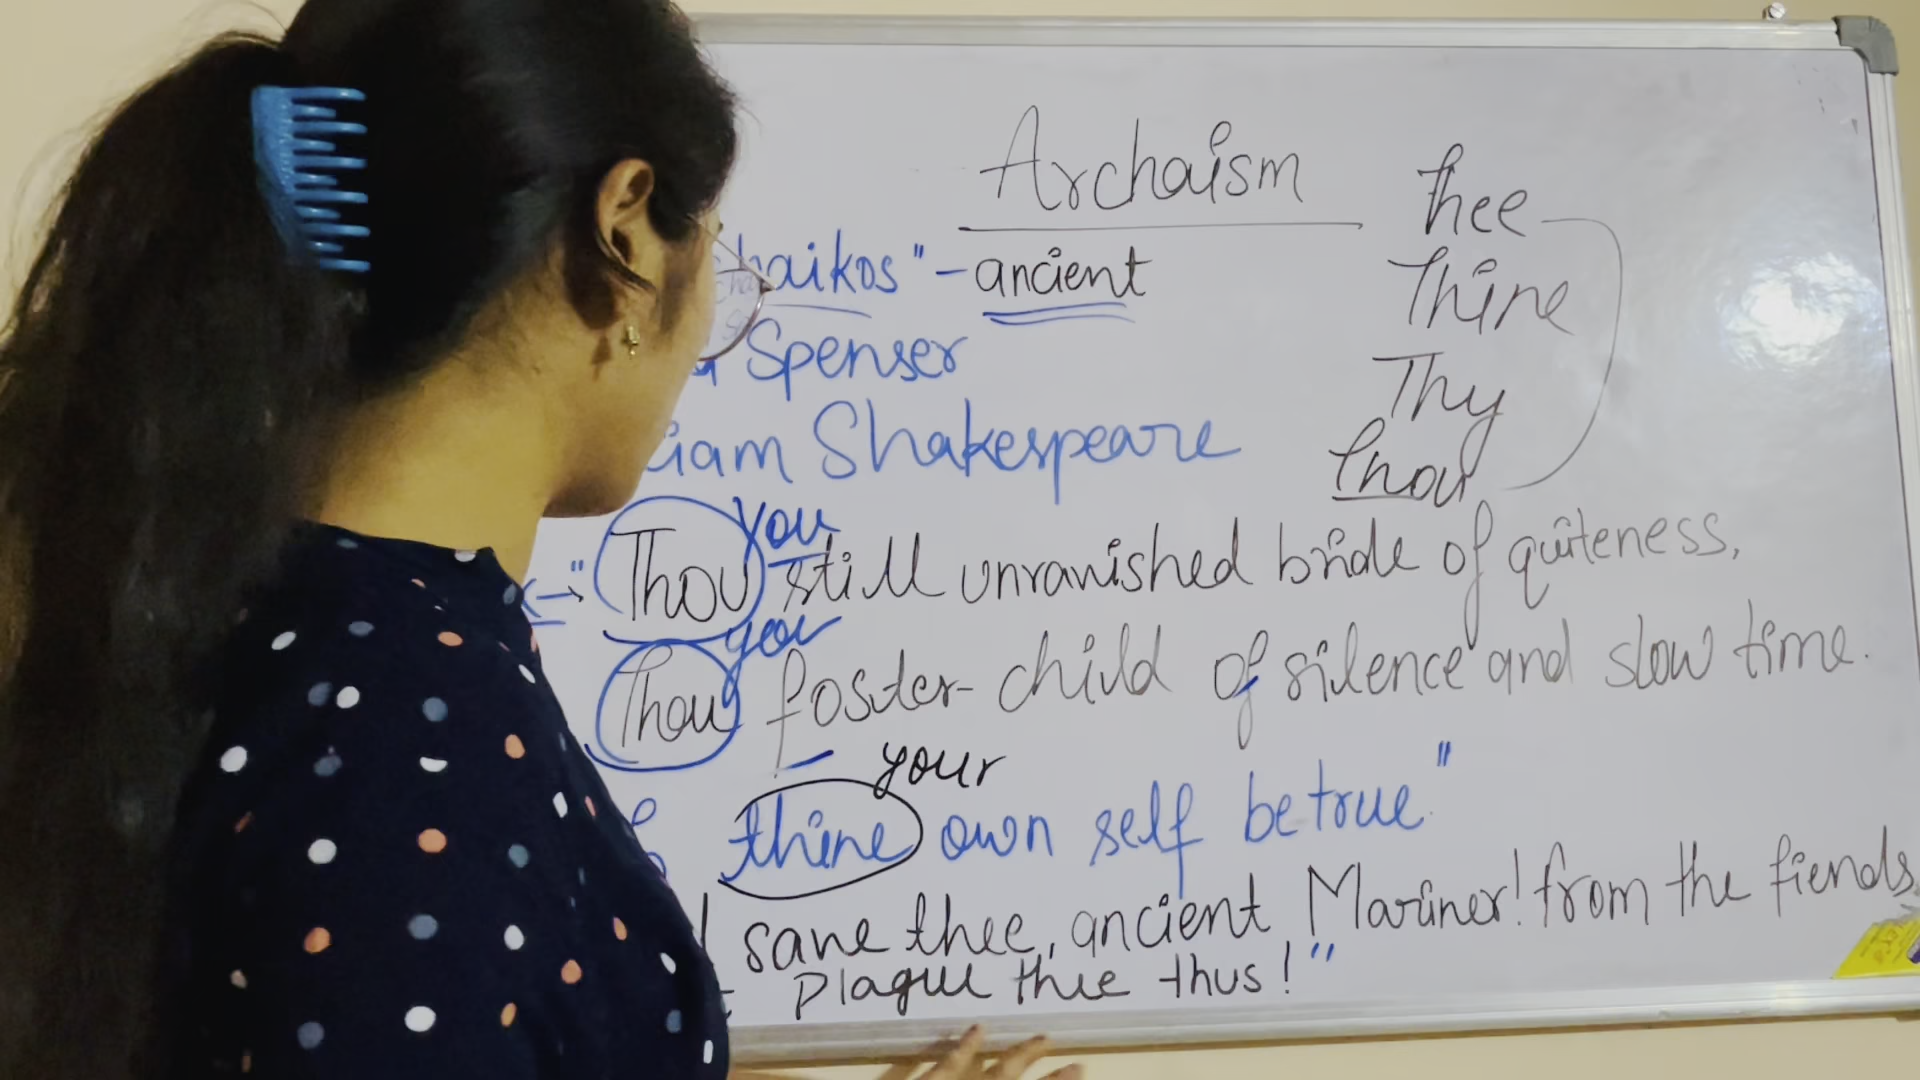 Archaism
thee
Thine
Thy
Thou
haikos" - ancient
Spenser
iam Shakespeare
You
" Thou still unravished bride of quiteness,
you
Thou foster-child of silence and slow time.
your
thine own self be true."
save thee, ancient Mariner! from the fiends
plague thee thus!"